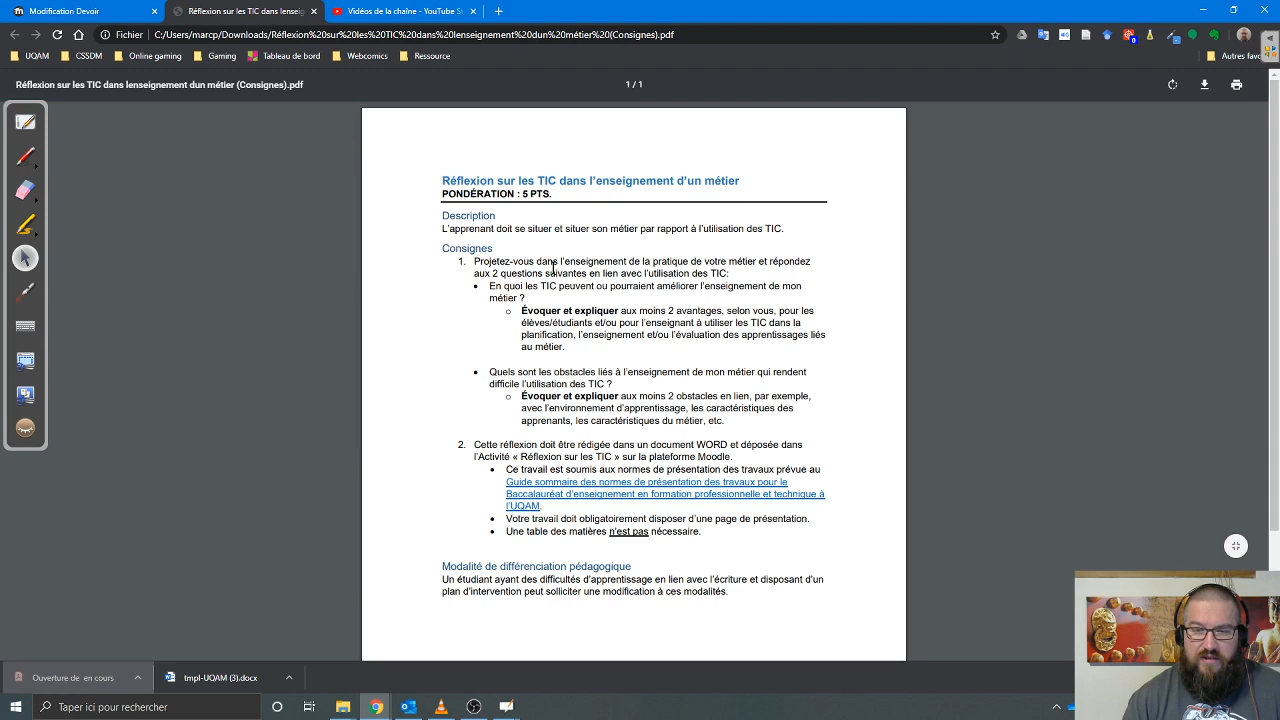 Modification Devoir
Réflexion sur les TIC dans lenseig
Vidéos de la chaîne - YouTube St
Fichier
C:/Users/marcp/Downloads/Réflexion%20sur%20les%20TIC%20dans%20lenseignement%20dun%20métier%20(Consignes).pdf
UQAM
CSSDM
Online gaming
Gaming
Tableau de bord
Webcomics
Ressource
Autres favo
Réflexion sur les TIC dans lenseignement dun métier (Consignes).pdf
1 / 1
Réflexion sur les TIC dans l'enseignement d'un métier
PONDÉRATION : 5 PTS.
Description
L'apprenant doit se situer et situer son métier par rapport à l'utilisation des TIC.
Consignes
1. Projetez-vous dans l'enseignement de la pratique de votre métier et répondez
aux 2 questions suivantes en lien avec l'utilisation des TIC:
• En quoi les TIC peuvent ou pourraient améliorer l'enseignement de mon
métier ?
o Évoquer et expliquer aux moins 2 avantages, selon vous, pour les
élèves/étudiants et/ou pour l'enseignant à utiliser les TIC dans la
planification, l'enseignement et/ou l'évaluation des apprentissages liés
au métier.
• Quels sont les obstacles liés à l'enseignement de mon métier qui rendent
difficile l'utilisation des TIC ?
o Évoquer et expliquer aux moins 2 obstacles en lien, par exemple,
avec l'environnement d'apprentissage, les caractéristiques des
apprenants, les caractéristiques du métier, etc.
2. Cette réflexion doit être rédigée dans un document WORD et déposée dans
l'Activité « Réflexion sur les TIC » sur la plateforme Moodle.
• Ce travail est soumis aux normes de présentation des travaux prévue au
Guide sommaire des normes de présentation des travaux pour le
Baccalauréat d'enseignement en formation professionnelle et technique à
l'UQAM.
• Votre travail doit obligatoirement disposer d'une page de présentation.
• Une table des matières n'est pas nécessaire.
Modalité de différenciation pédagogique
Un étudiant ayant des difficultés d'apprentissage en lien avec l'écriture et disposant d'un
plan d'intervention peut solliciter une modification à ces modalités.
Ouverture de en cours
tmpl-UQAM (3).docx
Taper ici pour rechercher